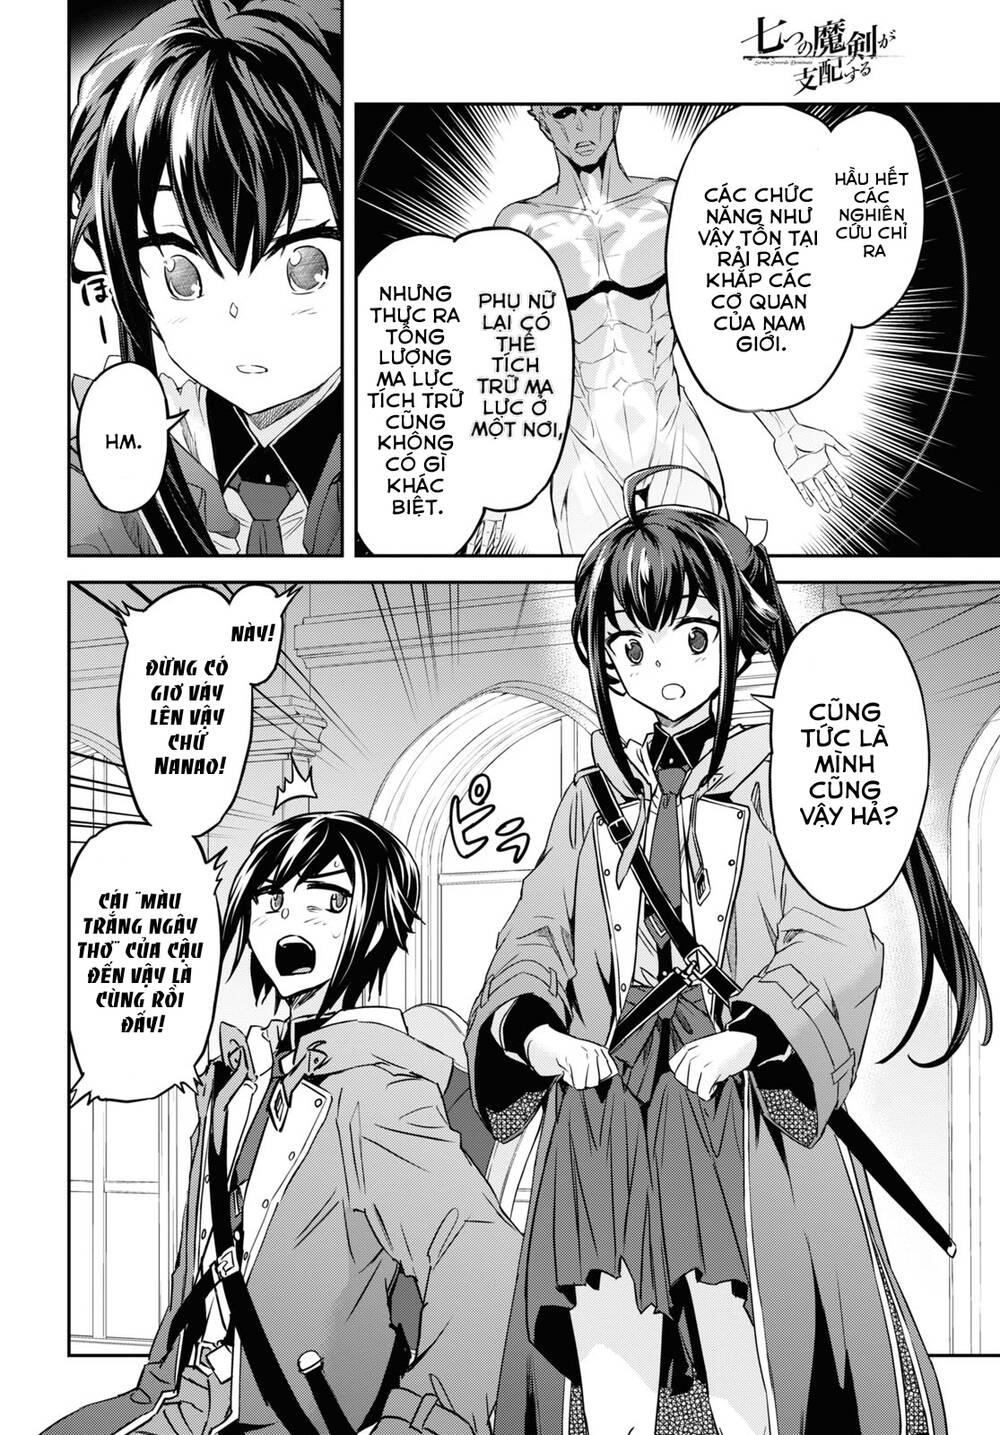 七つの魔剣が
Seven Swords Dominate
支配する
HẦU HẾT
CÁC
NGHIÊN
CỨU CHỈ
RA
CÁC CHỨC
NĂNG NHƯ
VẬY TỒN TẠI
RẢI RÁC
KHẮP CÁC
CƠ QUAN
CỦA NAM
GIỚI.
PHỤ NỮ
LẠI CÓ
THỂ
TÍCH
TRỮ MA
LỰC Ở
MỘT NƠI,
NHƯNG
THỰC RA
TỔNG
LƯỢNG
MA LỰC
TÍCH TRỮ
CŨNG
KHÔNG
CÓ GÌ
KHÁC
BIỆT.
ほー
HM.
CŨNG
TỨC LÀ
MÌNH
CŨNG
VẬY HẢ?
ピラ
NÀY!
ĐỪNG CÓ
GIƠ VÁY
LÊN VẬY
CHỨ
NANAO!
CÁI "MÀU
TRẮNG NGÂY
THƠ" CỦA CẬU
ĐẾN VẬY LÀ
CÙNG RỒI
ĐẤY!